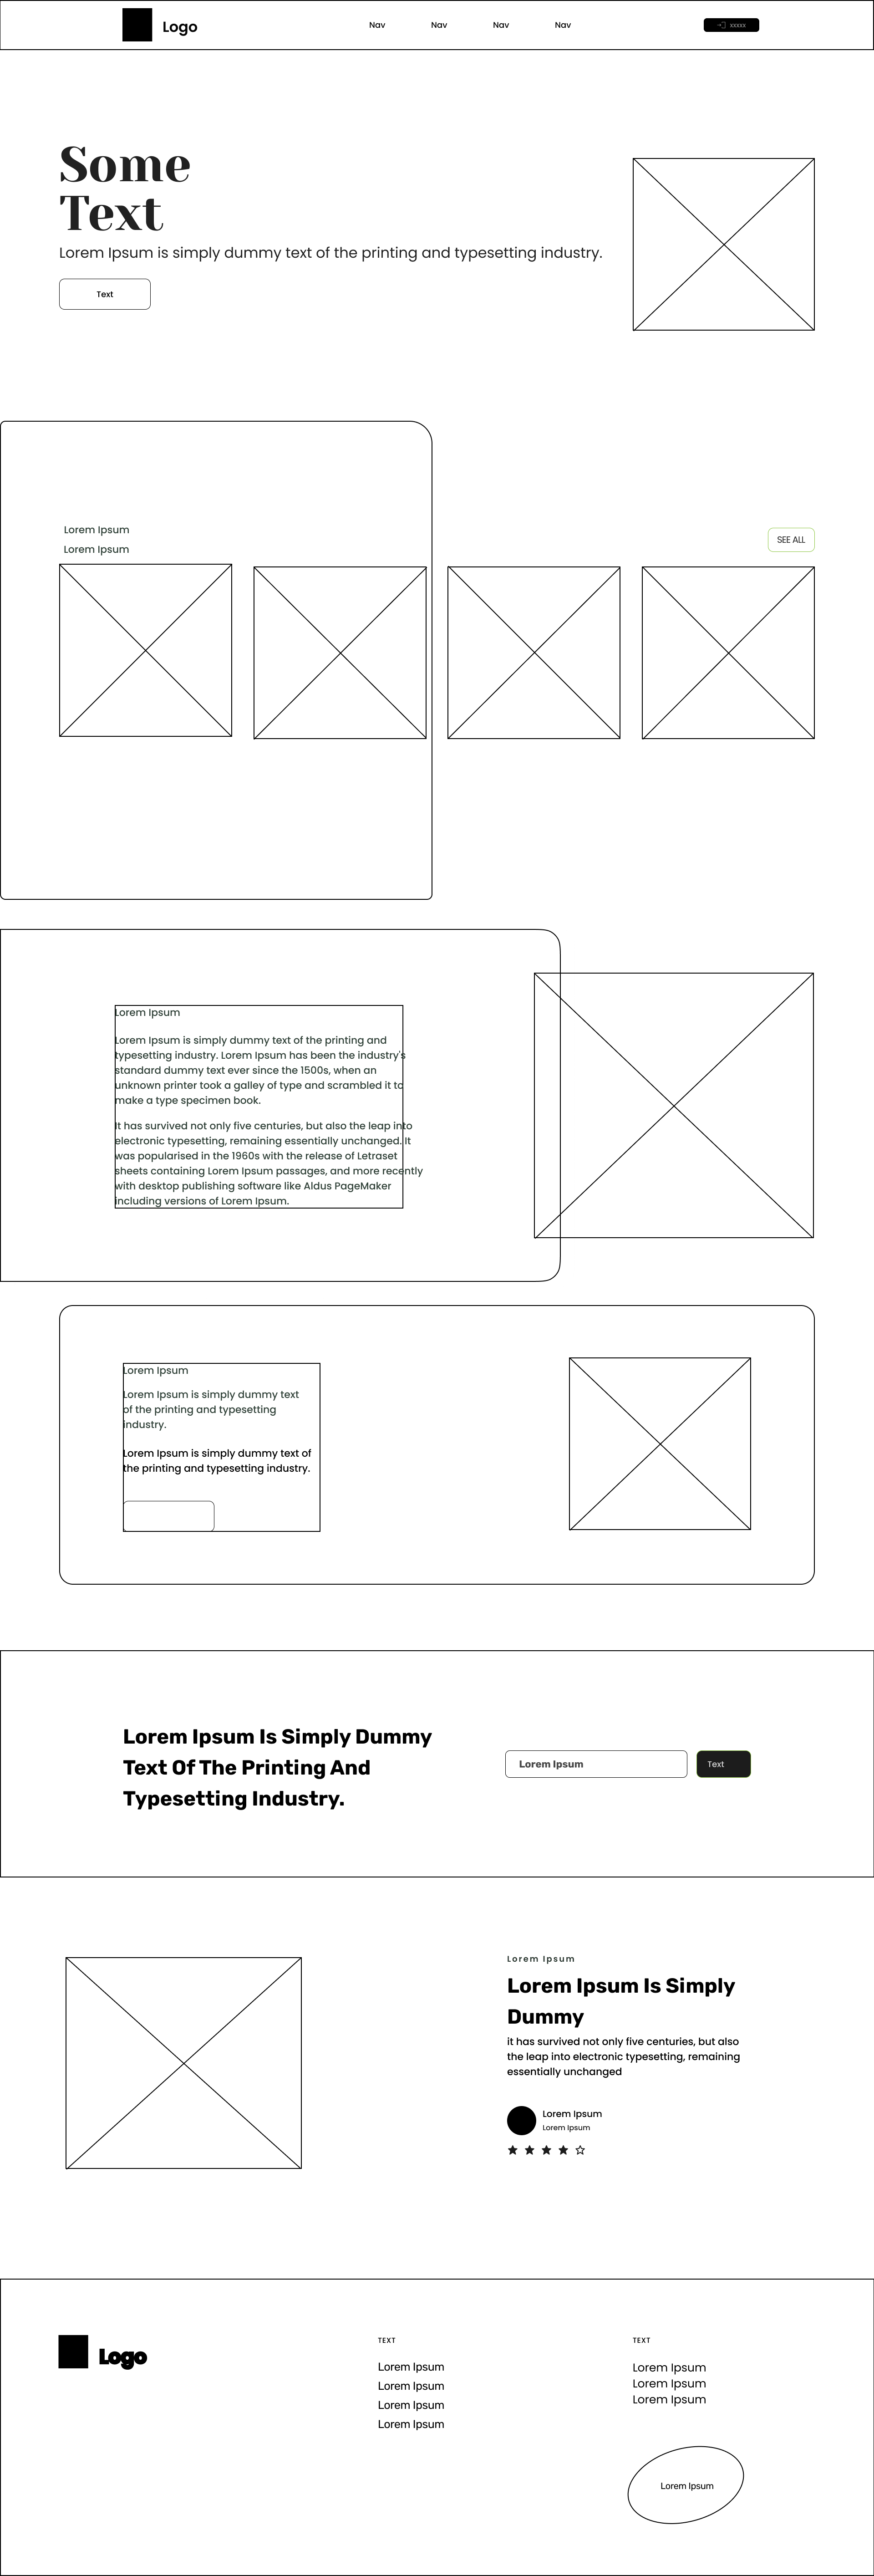 Logo
Nav
Nav
Nav
Nav
xxxxx
Some
Text
Lorem Ipsum is simply dummy text of the printing and typesetting industry.
Text
Lorem Ipsum
Lorem Ipsum
SEE ALL
Lorem Ipsum
Lorem Ipsum is simply dummy text of the printing and
typesetting industry. Lorem Ipsum has been the industry's
standard dummy text ever since the 1500s, when an
unknown printer took a galley of type and scrambled it to
make a type specimen book.
It has survived not only five centuries, but also the leap into
electronic typesetting, remaining essentially unchanged. It
was popularised in the 1960s with the release of Letraset
sheets containing Lorem Ipsum passages, and more recently
with desktop publishing software like Aldus PageMaker
including versions of Lorem Ipsum.
Lorem Ipsum
Lorem Ipsum is simply dummy text
of the printing and typesetting
industry.
Lorem Ipsum is simply dummy text of
the printing and typesetting industry.
Lorem Ipsum Is Simply Dummy
Text Of The Printing And
Typesetting Industry.
Lorem Ipsum
Text
Lorem Ipsum
Lorem Ipsum Is Simply
Dummy
it has survived not only five centuries, but also
the leap into electronic typesetting, remaining
essentially unchanged
Lorem Ipsum
Lorem Ipsum
Logo
TEXT
Lorem Ipsum
Lorem Ipsum
Lorem Ipsum
Lorem Ipsum
TEXT
Lorem Ipsum
Lorem Ipsum
Lorem Ipsum
Lorem Ipsum